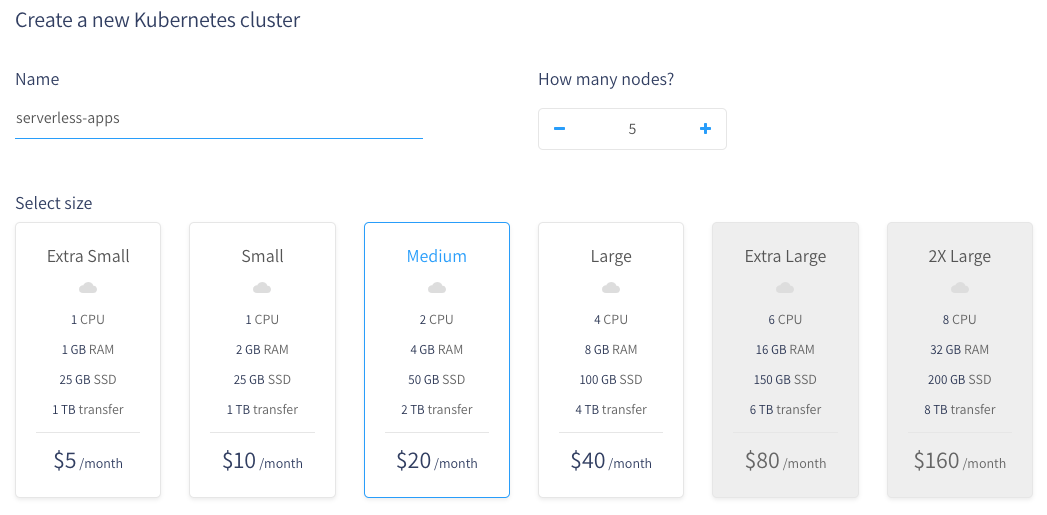 Create a new Kubernetes cluster
Name
How many nodes?
serverless-apps
5
Select size
Extra Small
1 CPU
1 GB RAM
25 GB SSD
1 TB transfer
$5 /month
Small
1 CPU
2 GB RAM
25 GB SSD
1 TB transfer
$10 /month
Medium
2 CPU
4 GB RAM
50 GB SSD
2 TB transfer
$20 /month
Large
4 CPU
8 GB RAM
100 GB SSD
4 TB transfer
$40 /month
Extra Large
6 CPU
16 GB RAM
150 GB SSD
6 TB transfer
$80 /month
2X Large
8 CPU
32 GB RAM
200 GB SSD
8 TB transfer
$160 /month